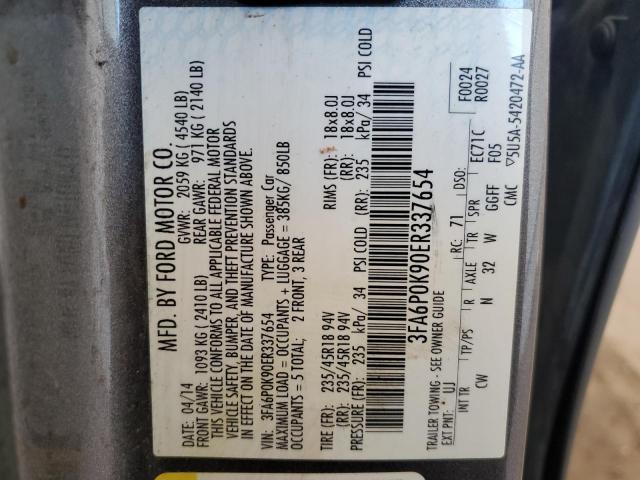 MFD. BY FORD MOTOR CO.
DATE: 04/14 GVWR: 2059 KG ( 4540 LB)
FRONT GAWR: 1093 KG ( 2410 LB) REAR GAWR: 971 KG ( 2140 LB)
THIS VEHICLE CONFORMS TO ALL APPLICABLE FEDERAL MOTOR
VEHICLE SAFETY, BUMPER, AND THEFT PREVENTION STANDARDS
IN EFFECT ON THE DATE OF MANUFACTURE SHOWN ABOVE.
VIN: 3FA6P0K90ER337654 TYPE: Passenger Car
MAXIMUM LOAD = OCCUPANTS + LUGGAGE = 385KG/ 850LB
OCCUPANTS = 5 TOTAL; 2 FRONT, 3 REAR
TIRE (FR): 235/45R18 94V RIMS (FR): 18x8.0J
(RR): 235/45R18 94V (RR): 18x8.0J
PRESSURE (FR): 235 kPa/ 34 PSI COLD (RR): 235 kPa/ 34 PSI COLD
3FA6P0K90ER337654
TRAILER TOWING - SEE OWNER GUIDE
EXT PNT: * UJ RC: 71 DSO: F0024
R0027
INT TR TP/PS R AXLE TR SPR EC71C
CW N 32 W GGFF F05
CMC 5U5A-5420472-AA